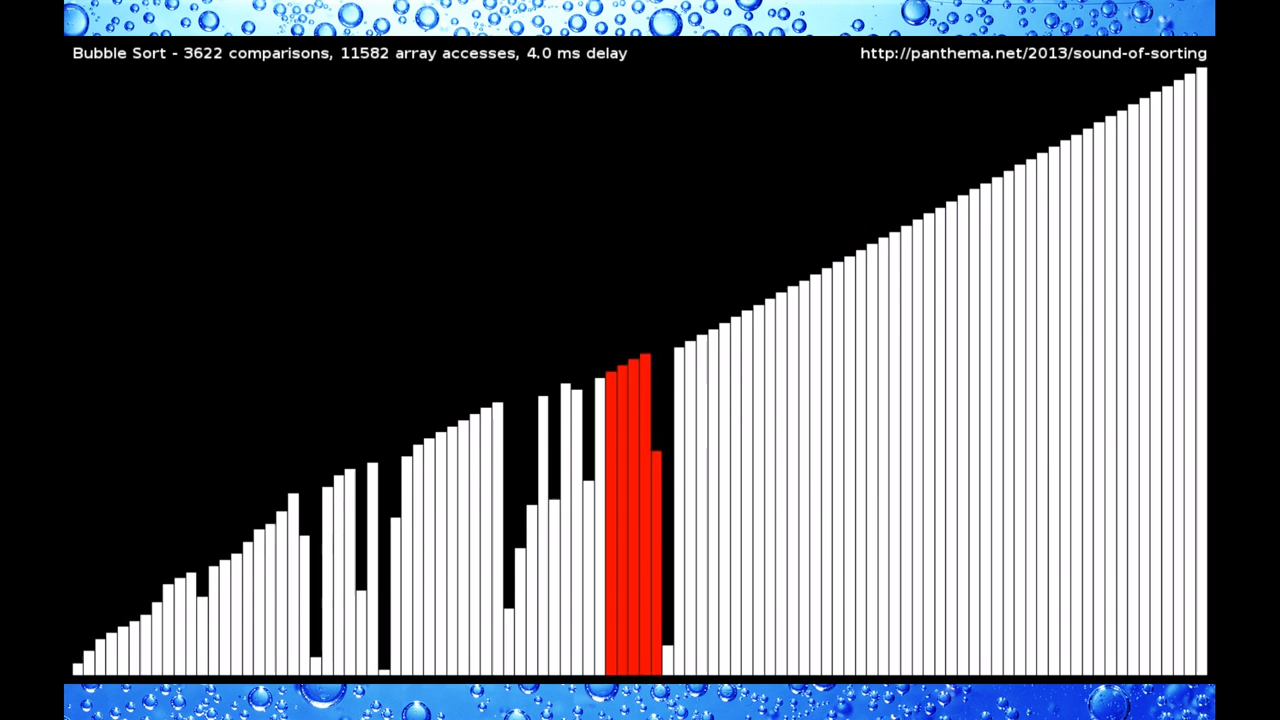 Bubble Sort - 3622 comparisons, 11582 array accesses, 4.0 ms delay
http://panthema.net/2013/sound-of-sorting